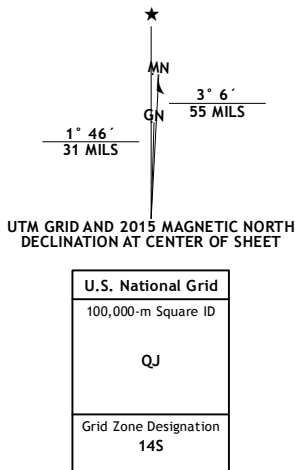 MN
3° 6´
55 MILS
GN
1° 46´
31 MILS
UTM GRID AND 2015 MAGNETIC NORTH
DECLINATION AT CENTER OF SHEET
U.S. National Grid
100,000-m Square ID
QJ
Grid Zone Designation
14S